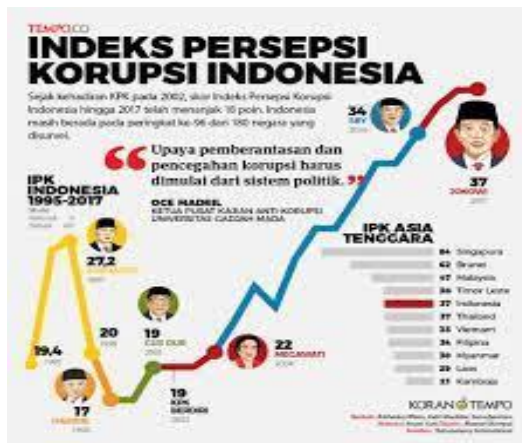 TEMPO.CO
INDEKS PERSEPSI
KORUPSI INDONESIA
Sejak kehadiran KPK pada 2002, skor Indeks Persepsi Korupsi
Indonesia hingga 2017 telah menanjak 18 poin. Indonesia
masih berada pada peringkat ke-96 dari 180 negara yang
disurvei.
Upaya pemberantasan dan
pencegahan korupsi harus
dimulai dari sistem politik.
OCE MADRIL
KETUA PUSAT KAJIAN ANTI-KORUPSI
UNIVERSITAS GADJAH MADA
IPK
INDONESIA
1995-2017
34
SBY
37
JOKOWI
2017
27,2
19,4
20
17
19
GUS DUR
19
KPK
BERDIRI
2002
22
MEGAWATI
2004
IPK ASIA
TENGGARA
84 Singapura
62 Brunei
47 Malaysia
Timor Leste
37 Indonesia
37 Thailand
35 Vietnam
34 Filipina
30 Myanmar
29 Laos
21 Kamboja
KORAN TEMPO